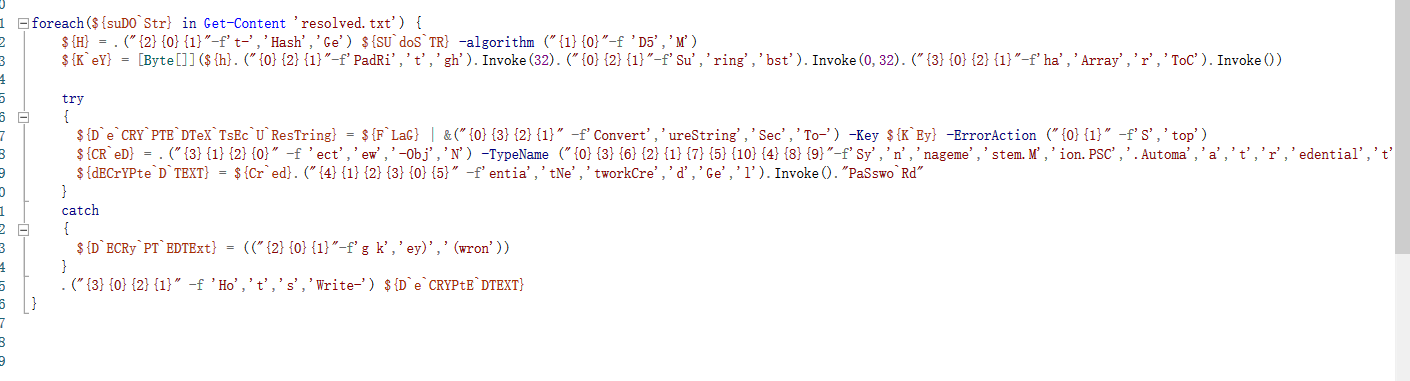 0
1 foreach(${suDO`Str} in Get-Content 'resolved.txt') {
2 ${H} = .("{2}{0}{1}"-f't-','Hash','Ge') ${SU`doS`TR} -algorithm ("{1}{0}"-f 'D5','M')
3 ${K`eY} = [Byte[]](${h}.("{0}{2}{1}"-f'PadRi','t','gh').Invoke(32).("{0}{2}{1}"-f'Su','ring','bst').Invoke(0,32).("{3}{0}{2}{1}"-f'ha','Array','r','ToC').Invoke())
4
5 try
6 {
7 ${D`e`CRY`PTE`DTeX`TsEc`U`ResTring} = ${F`LaG} | &("{0}{3}{2}{1}" -f'Convert','ureString','Sec','To-') -Key ${K`Ey} -ErrorAction ("{0}{1}" -f'S','top')
8 ${CR`eD} = .("{3}{1}{2}{0}" -f 'ect','ew','-Obj','N') -TypeName ("{0}{3}{6}{2}{1}{7}{5}{10}{4}{8}{9}"-f'Sy','n','nageme','stem.M','ion.PSC','.Automa','a','t','r','edential','t'
9 ${dECrYPte`D`TEXT} = ${Cr`ed}.("{4}{1}{2}{3}{0}{5}" -f'entia','tNe','tworkCre','d','Ge','l').Invoke()."PaSswo`Rd"
0 }
1 catch
2 {
3 ${D`ECRy`PT`EDTExt} = (("{2}{0}{1}"-f'g k','ey)','(wron'))
4 }
5 .("{3}{0}{2}{1}" -f 'Ho','t','s','Write-') ${D`e`CRYPtE`DTEXT}
6 }
7
8
9